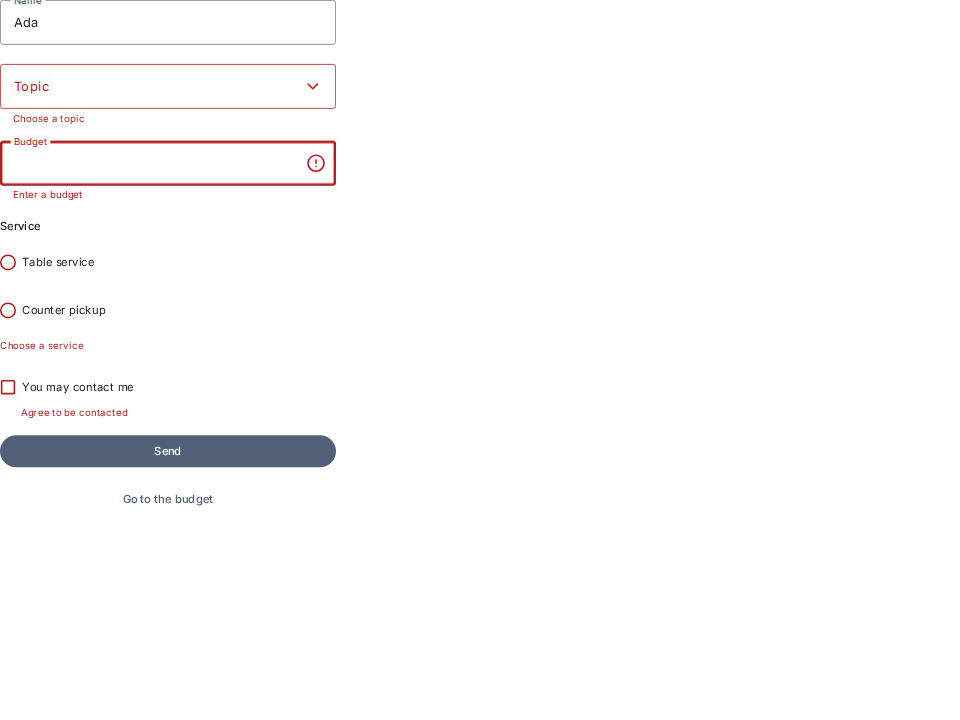 Name
Ada
Topic
Choose a topic
Budget
Enter a budget
Service
Table service
Counter pickup
Choose a service
You may contact me
Agree to be contacted
Send
Go to the budget